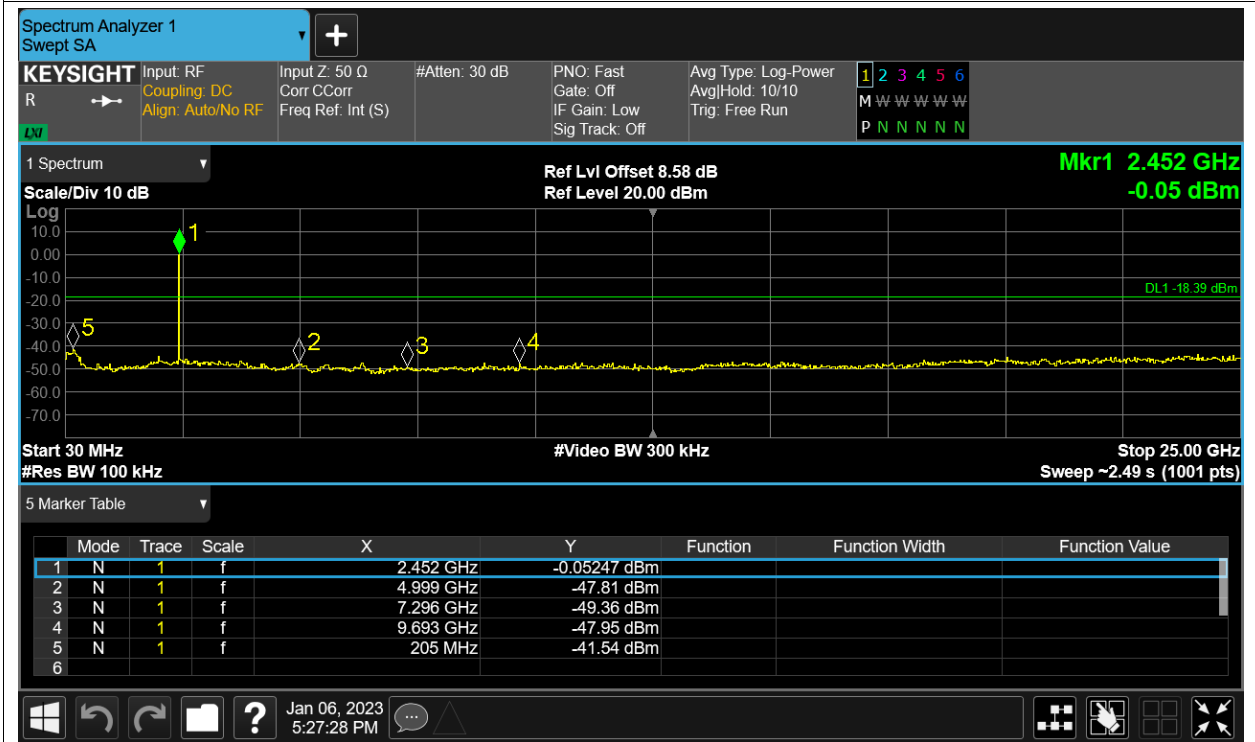 Spectrum Analyzer 1
Swept SA
+
KEYSIGHT Input: RF Input Z: 50 Ω #Atten: 30 dB PNO: Fast Avg Type: Log-Power 1 2 3 4 5 6
R Coupling: DC Corr CCorr Gate: Off Avg|Hold: 10/10 M W W W W W
Align: Auto/No RF Freq Ref: Int (S) IF Gain: Low Trig: Free Run
LXI Sig Track: Off P N N N N N
1 Spectrum Ref Lvl Offset 8.58 dB Mkr1 2.452 GHz
Scale/Div 10 dB Ref Level 20.00 dBm -0.05 dBm
Log
10.0
0.00
-10.0
-20.0
-30.0
-40.0
-50.0
-60.0
-70.0
1
DL1 -18.39 dBm
5
2
3
4
Start 30 MHz #Video BW 300 kHz Stop 25.00 GHz
#Res BW 100 kHz Sweep ~2.49 s (1001 pts)
5 Marker Table
Mode Trace Scale X Y Function Function Width Function Value
1 N 1 f 2.452 GHz -0.05247 dBm
2 N 1 f 4.999 GHz -47.81 dBm
3 N 1 f 7.296 GHz -49.36 dBm
4 N 1 f 9.693 GHz -47.95 dBm
5 N 1 f 205 MHz -41.54 dBm
6
? Jan 06, 2023
5:27:28 PM